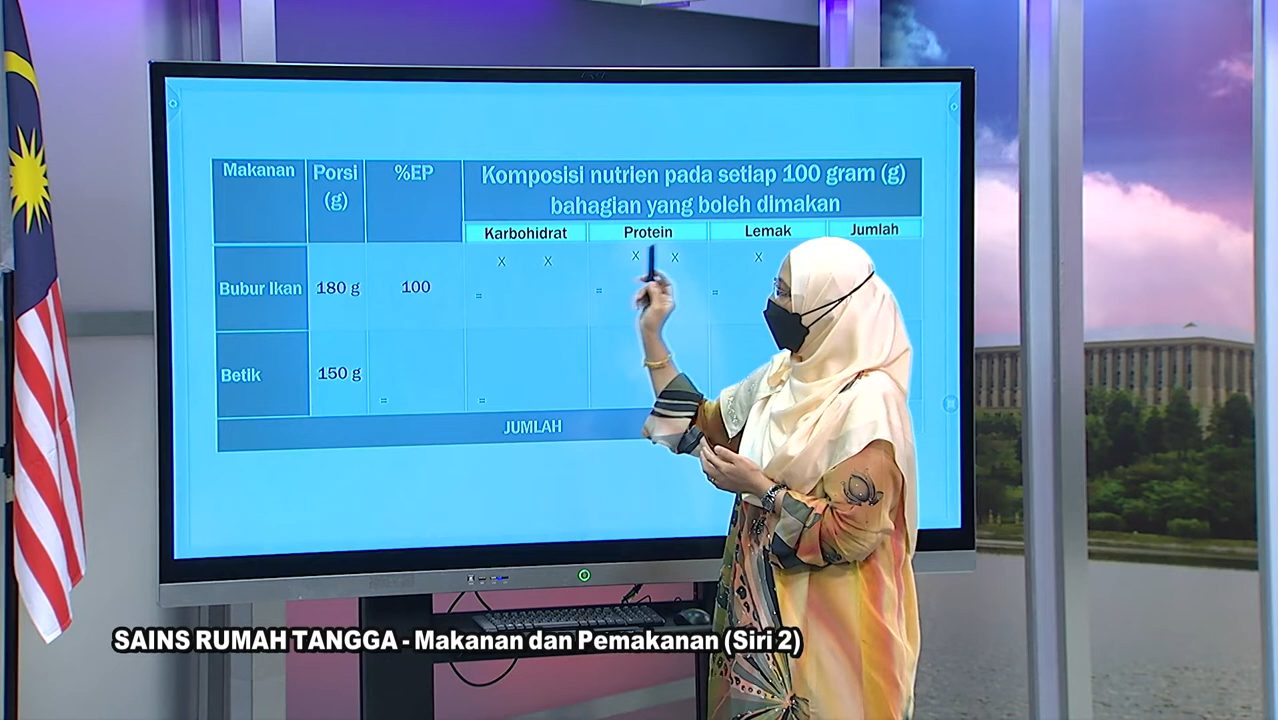 Makanan
Porsi
(g)
%EP
Komposisi nutrien pada setiap 100 gram (g)
bahagian yang boleh dimakan
Karbohidrat
Protein
Lemak
Jumlah
Bubur Ikan
180 g
100
X X
=
X X
=
X
=
Betik
150 g
=
=
JUMLAH
SAINS RUMAH TANGGA - Makanan dan Pemakanan (Siri 2)